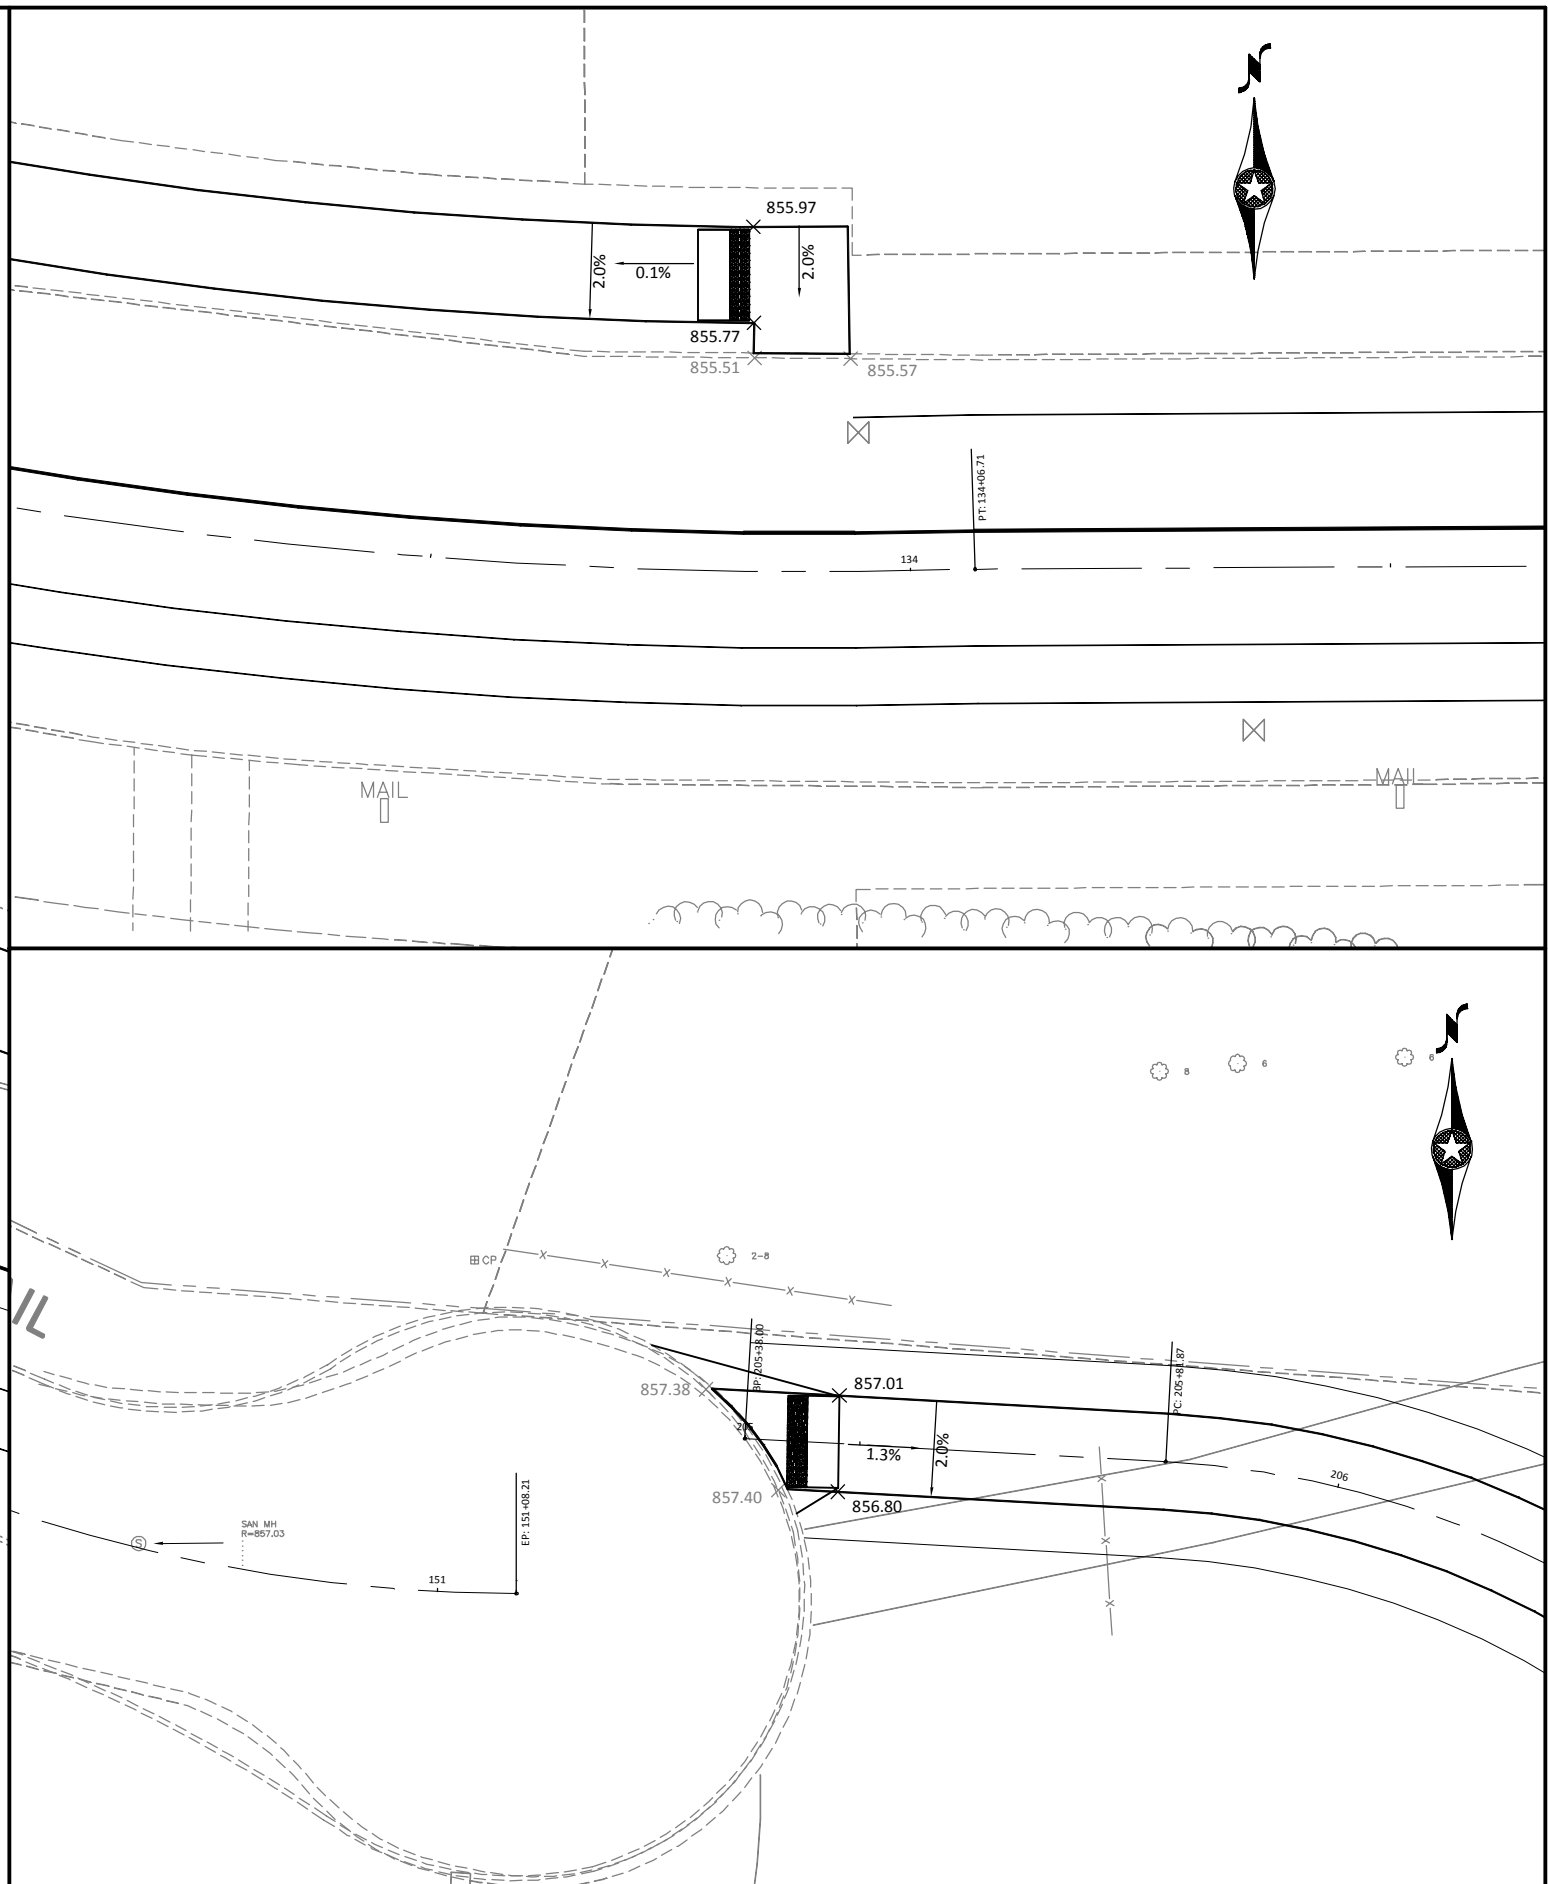 N
855.97
2.0%
0.1%
2.0%
855.77
855.51
855.57
PT: 134+06.71
134
MAIL
MAIL
N
8
6
6
CP
2-8
X X X X X X
IL
BP: 205+38.00
PC: 205+81.87
857.38
857.01
205
1.3%
2.0%
857.40
856.80
206
X
X
X
EP: 151+08.21
SAN MH
R=857.03
S
151